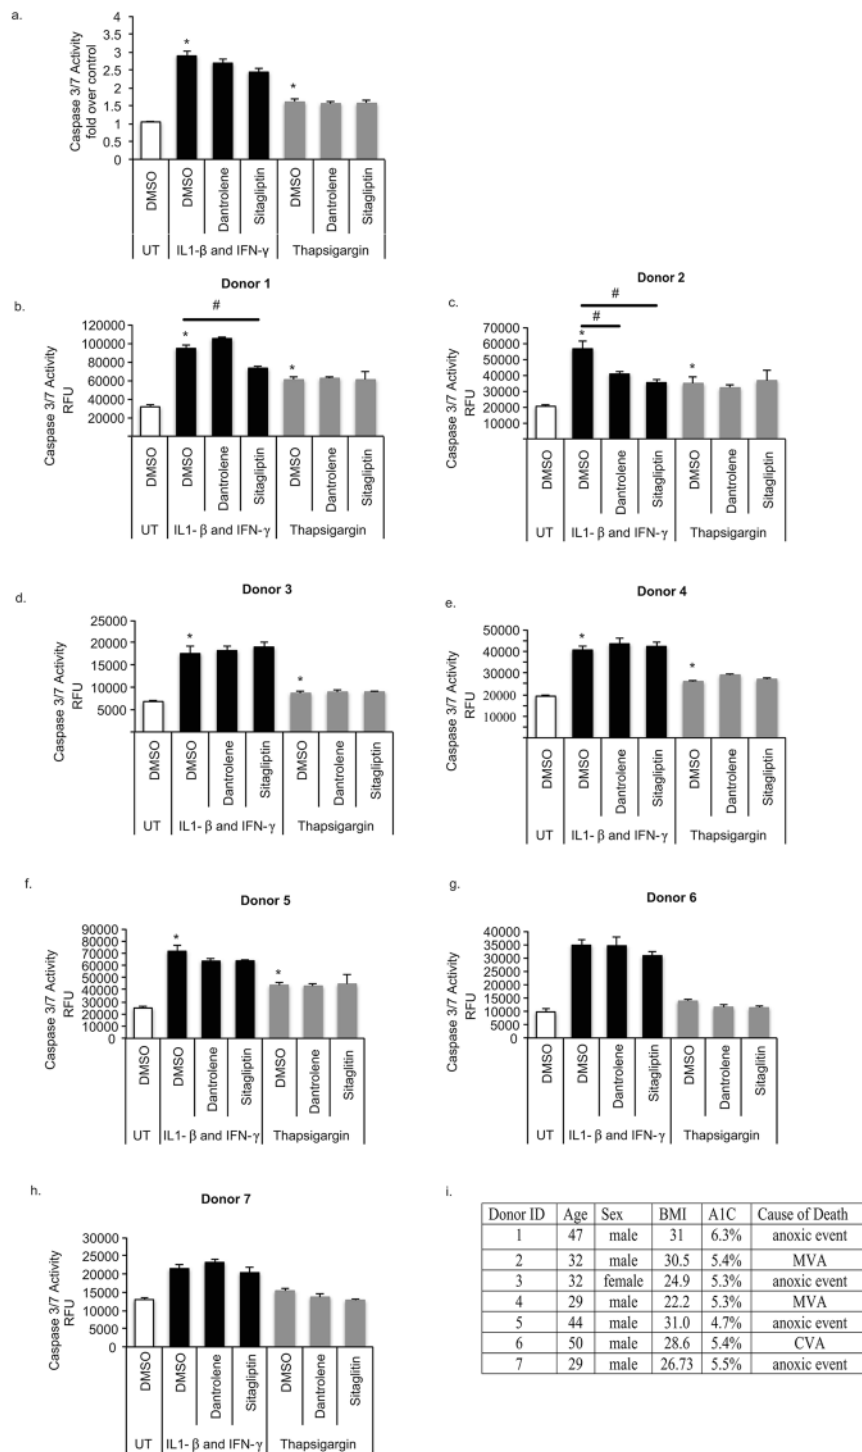 a.
Caspase 3/7 Activity
fold over control
4
3.5
3
2.5
2
1.5
1
0.5
0
DMSO DMSO Dantrolene Sitagliptin DMSO Dantrolene Sitagliptin
UT IL1-β and IFN-γ Thapsigargin
* *
b.
Donor 1
Caspase 3/7 Activity
RFU
120000
100000
80000
60000
40000
20000
# * *
DMSO DMSO Dantrolene Sitagliptin DMSO Dantrolene Sitagliptin
UT IL1- β and IFN-γ Thapsigargin
c.
Donor 2
Caspase 3/7 Activity
RFU
70000
60000
50000
40000
30000
20000
10000
# # * *
DMSO DMSO Dantrolene Sitagliptin DMSO Dantrolene Sitagliptin
UT IL1- β and IFN-γ Thapsigargin
d.
Donor 3
Caspase 3/7 Activity
RFU
25000
20000
15000
10000
5000
* *
DMSO DMSO Dantrolene Sitagliptin DMSO Dantrolene Sitagliptin
UT IL1- β and IFN-γ Thapsigargin
e.
Donor 4
Caspase 3/7 Activity
RFU
50000
40000
30000
20000
10000
* *
DMSO DMSO Dantrolene Sitagliptin DMSO Dantrolene Sitagliptin
UT IL1- β and IFN-γ Thapsigargin
f.
Donor 5
Caspase 3/7 Activity
RFU
90000
80000
70000
60000
50000
40000
30000
20000
10000
0
* *
DMSO DMSO Dantrolene Sitagliptin DMSO Dantrolene Sitaglitin
UT IL1- β and IFN-γ Thapsigargin
g.
Donor 6
Caspase 3/7 Activity
RFU
40000
35000
30000
25000
20000
15000
10000
5000
0
DMSO DMSO Dantrolene Sitagliptin DMSO Dantrolene Sitagliptin
UT IL1- β and IFN-γ Thapsigargin
h.
Donor 7
Caspase 3/7 Activity
RFU
30000
25000
20000
15000
10000
5000
0
DMSO DMSO Dantrolene Sitagliptin DMSO Dantrolene Sitagliptin
UT IL1- β and IFN-γ Thapsigargin
i.
Donor ID Age Sex BMI A1C Cause of Death
1 47 male 31 6.3% anoxic event
2 32 male 30.5 5.4% MVA
3 32 female 24.9 5.3% anoxic event
4 29 male 22.2 5.3% MVA
5 44 male 31.0 4.7% anoxic event
6 50 male 28.6 5.4% CVA
7 29 male 26.73 5.5% anoxic event